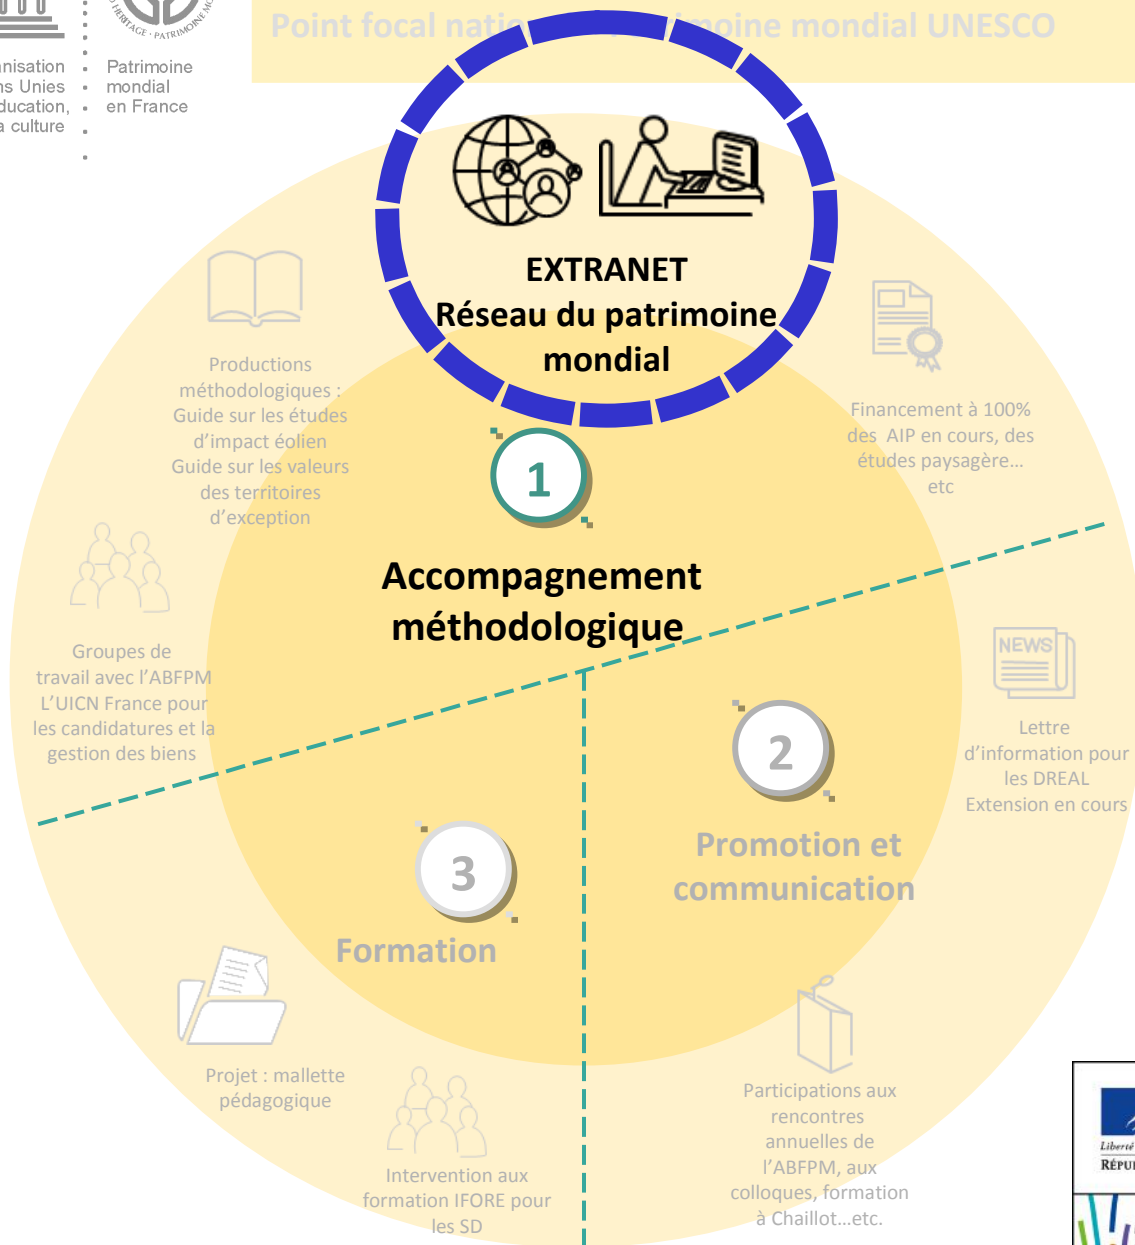 Point focal nati oine mondial UNESCO
HERITAGE · PATRIMOINE MO
nisation
ns Unies
ducation,
a culture
Patrimoine
mondial
en France
EXTRANET
Réseau du patrimoine
mondial
Productions
méthodologiques :
Guide sur les études
d'impact éolien
Guide sur les valeurs
des territoires
d'exception
Financement à 100%
des AIP en cours, des
études paysagère...
etc
1
Accompagnement
méthodologique
Groupes de
travail avec l'ABFPM
L'UICN France pour
les candidatures et la
gestion des biens
NEWS
Lettre
d'information pour
les DREAL
Extension en cours
2
Promotion et
communication
3
Formation
Projet : mallette
pédagogique
Intervention aux
formation IFORE pour
les SD
Participations aux
rencontres
annuelles de
l'ABFPM, aux
colloques, formation
à Chaillot...etc.
Liberté
RÉPU